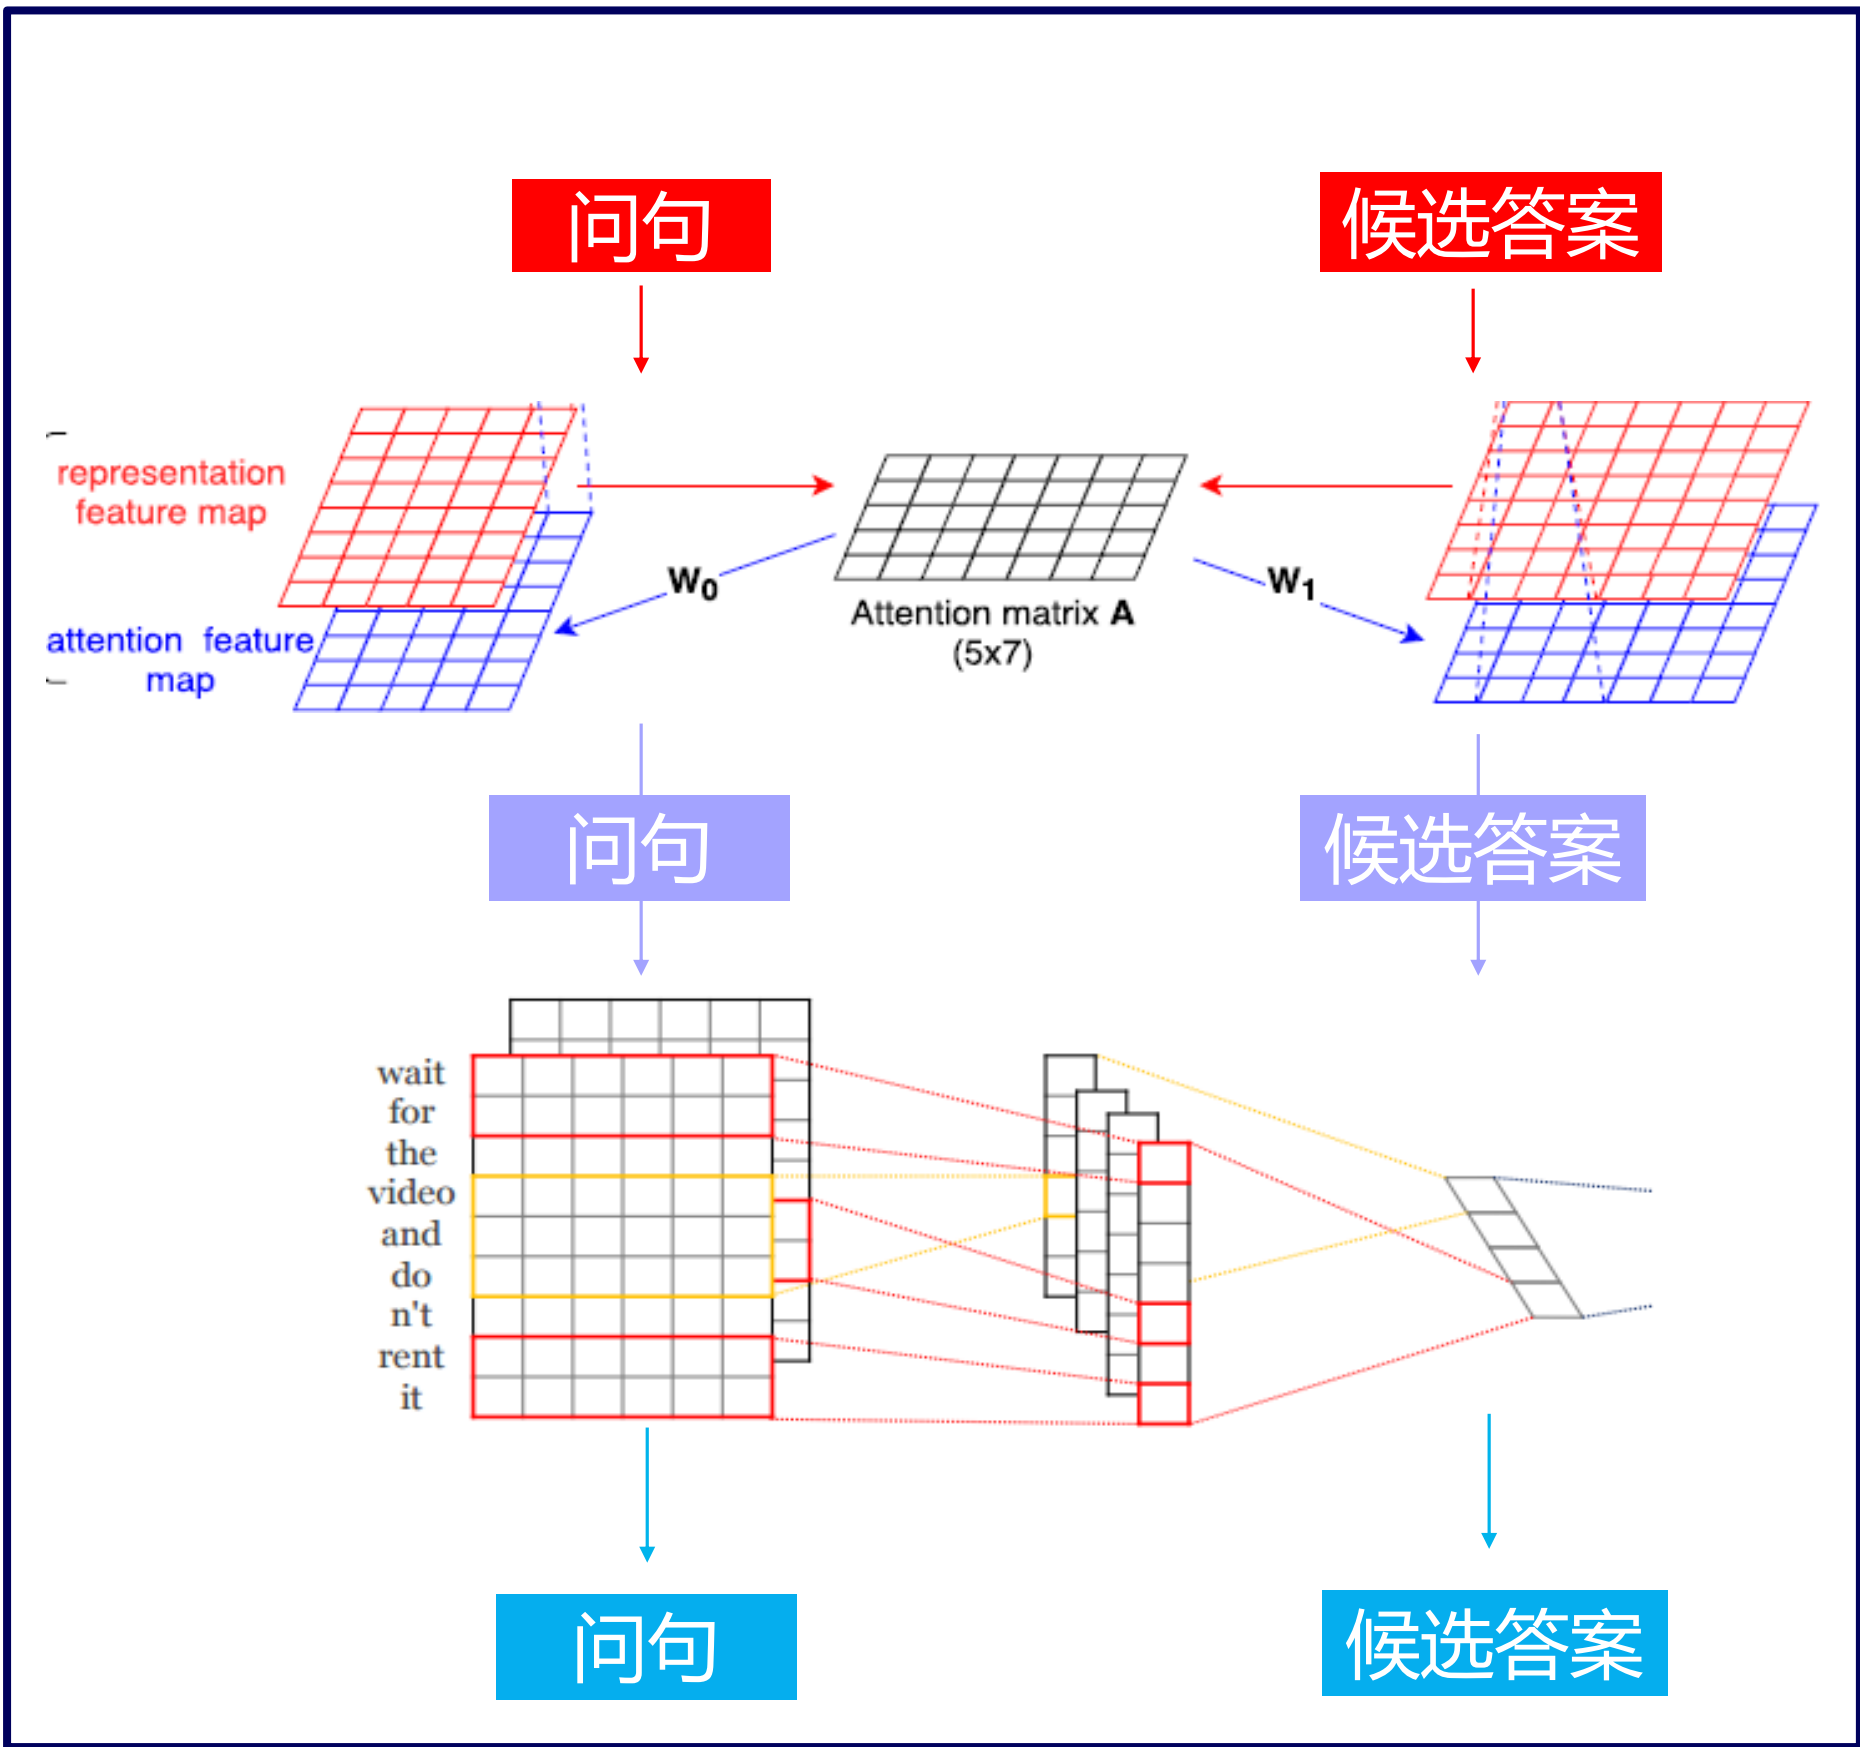 问句
候选答案
representation
feature map
attention feature
map
W0
Attention matrix A
(5x7)
W1
问句
候选答案
wait
for
the
video
and
do
n't
rent
it
问句
候选答案